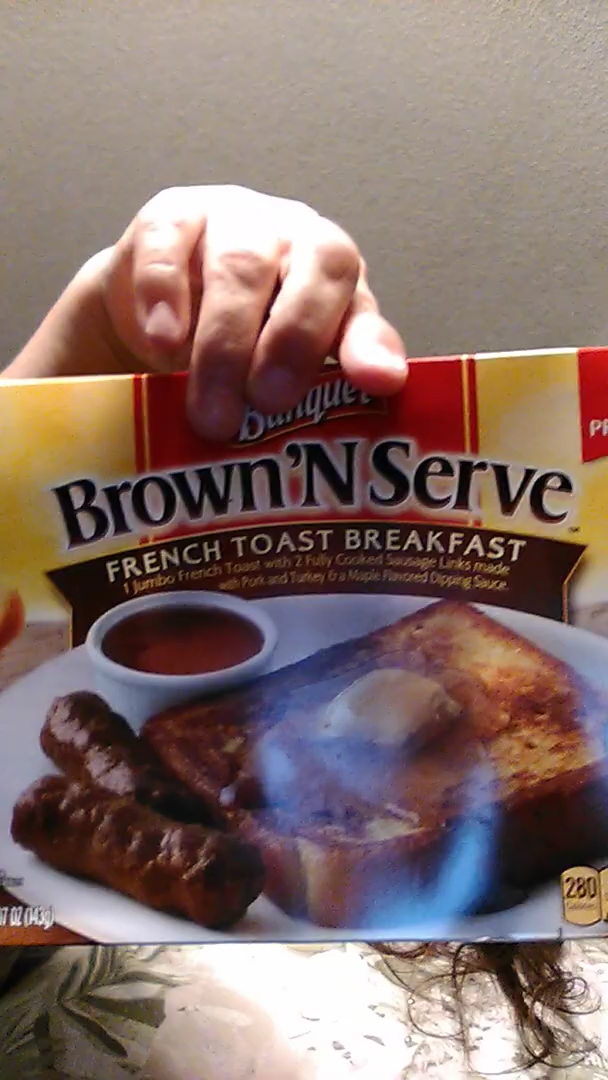 Banquet
Brown'N Serve
FRENCH TOAST BREAKFAST
1 Jumbo French Toast with 2 Fully Cooked Sausage Links made
with Pork and Turkey & a Maple Flavored Dipping Sauce.
280
(143g)